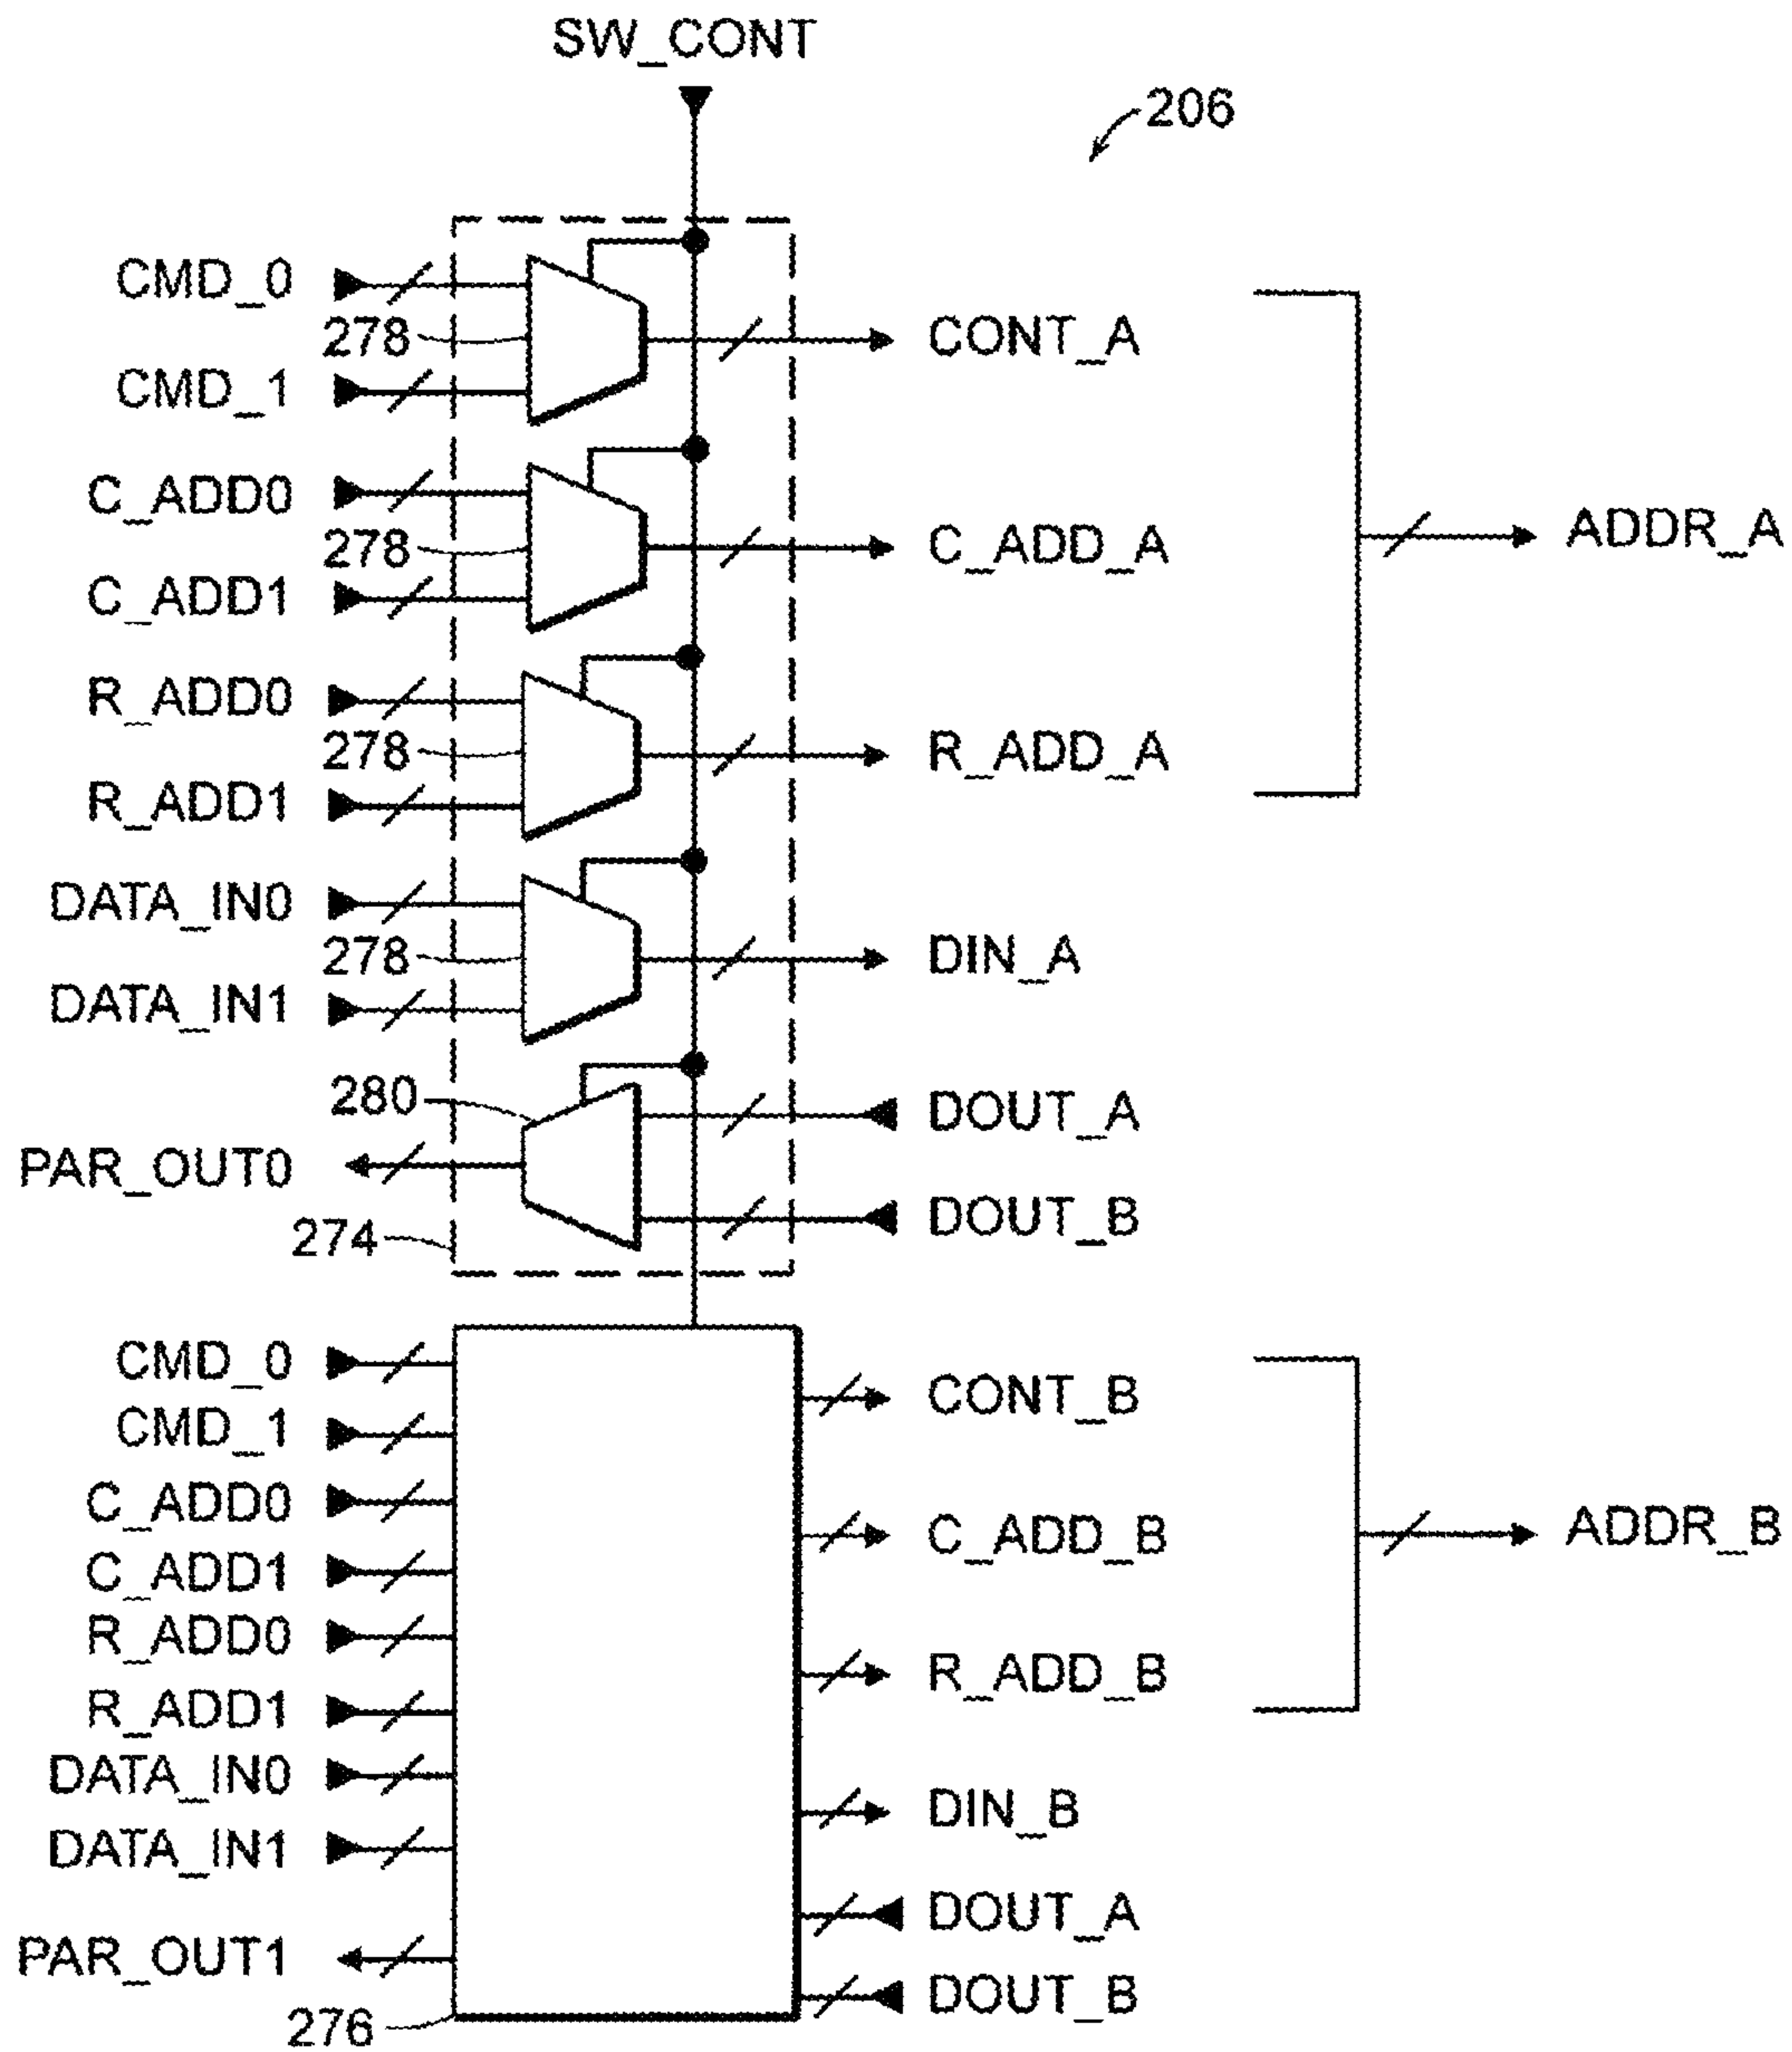 SW_CONT
206
CMD_0
278
CMD_1
CONT_A
C_ADD0
278
C_ADD1
C_ADD_A
ADDR_A
R_ADD0
278
R_ADD1
R_ADD_A
DATA_IN0
278
DATA_IN1
DIN_A
280
PAR_OUT0
274
DOUT_A
DOUT_B
CMD_0
CMD_1
C_ADD0
C_ADD1
R_ADD0
R_ADD1
DATA_IN0
DATA_IN1
PAR_OUT1
276
CONT_B
C_ADD_B
R_ADD_B
ADDR_B
DIN_B
DOUT_A
DOUT_B